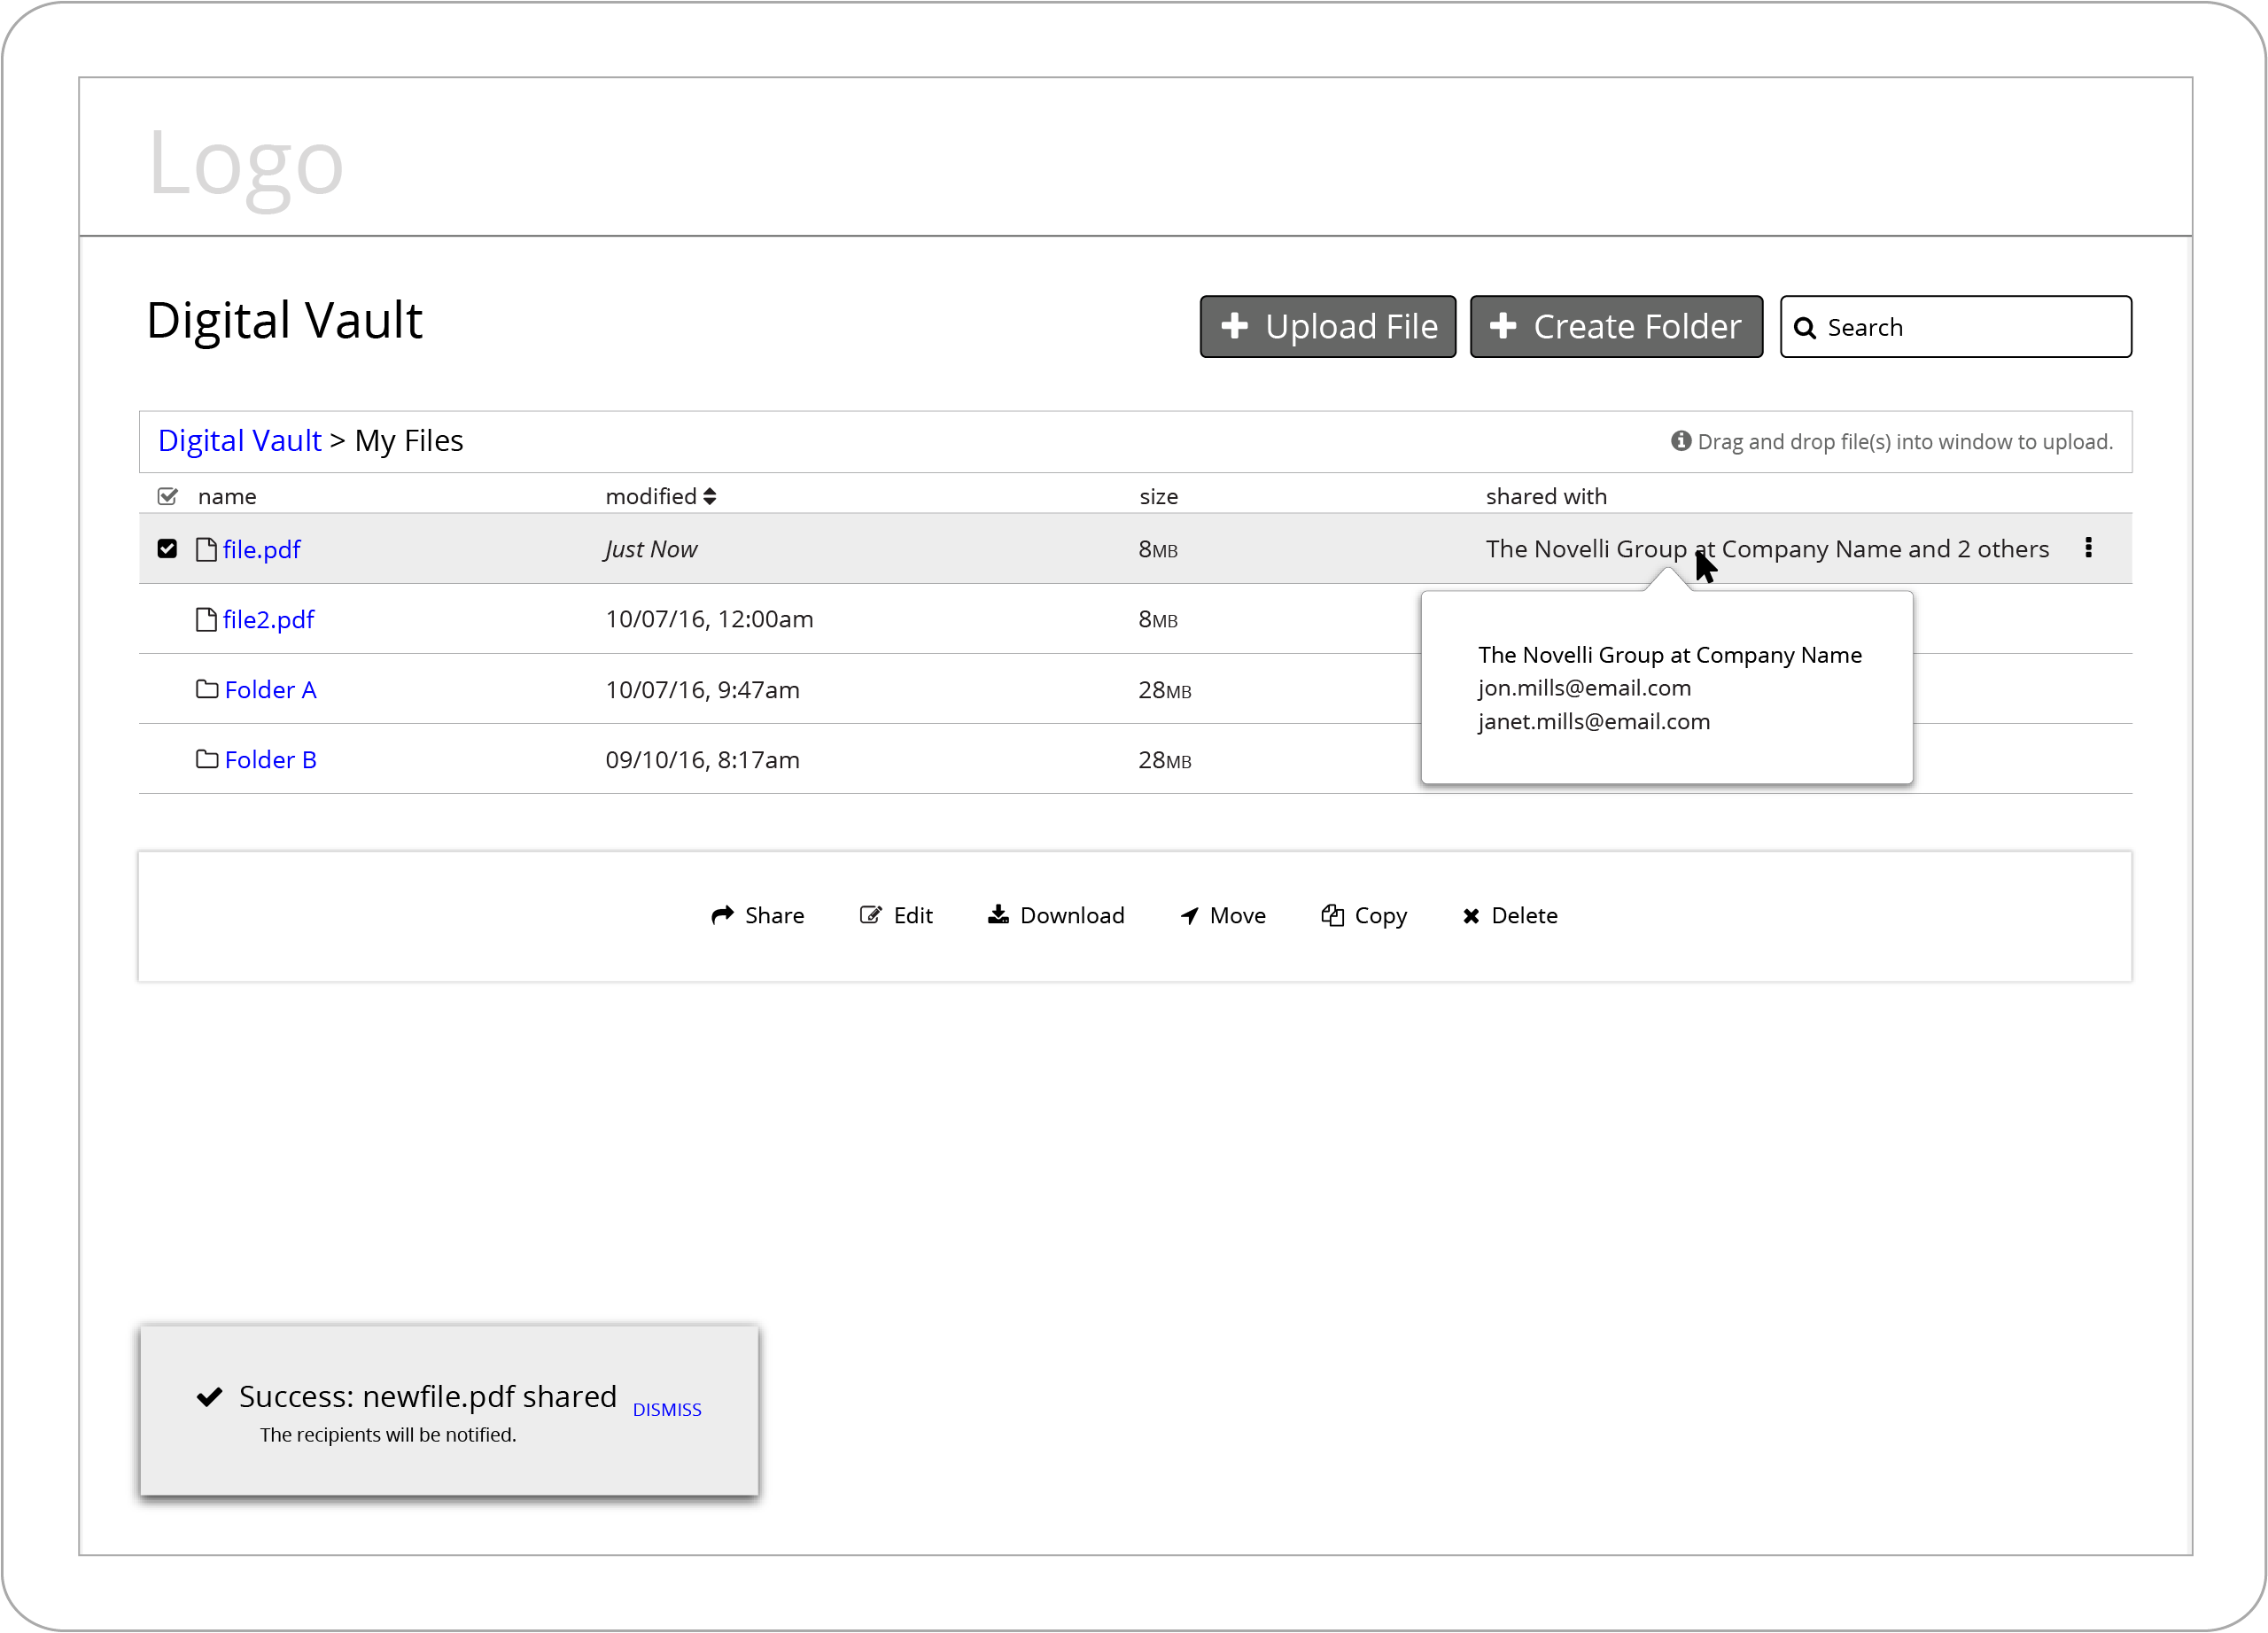 Logo
Digital Vault
Upload File
Create Folder
Search
Digital Vault > My Files
Drag and drop file(s) into window to upload.
name modified size shared with
file.pdf Just Now 8MB The Novelli Group at Company Name and 2 others
file2.pdf 10/07/16, 12:00am 8MB
Folder A 10/07/16, 9:47am 28MB
Folder B 09/10/16, 8:17am 28MB
The Novelli Group at Company Name
jon.mills@email.com
janet.mills@email.com
Share Edit Download Move Copy Delete
Success: newfile.pdf shared DISMISS
The recipients will be notified.